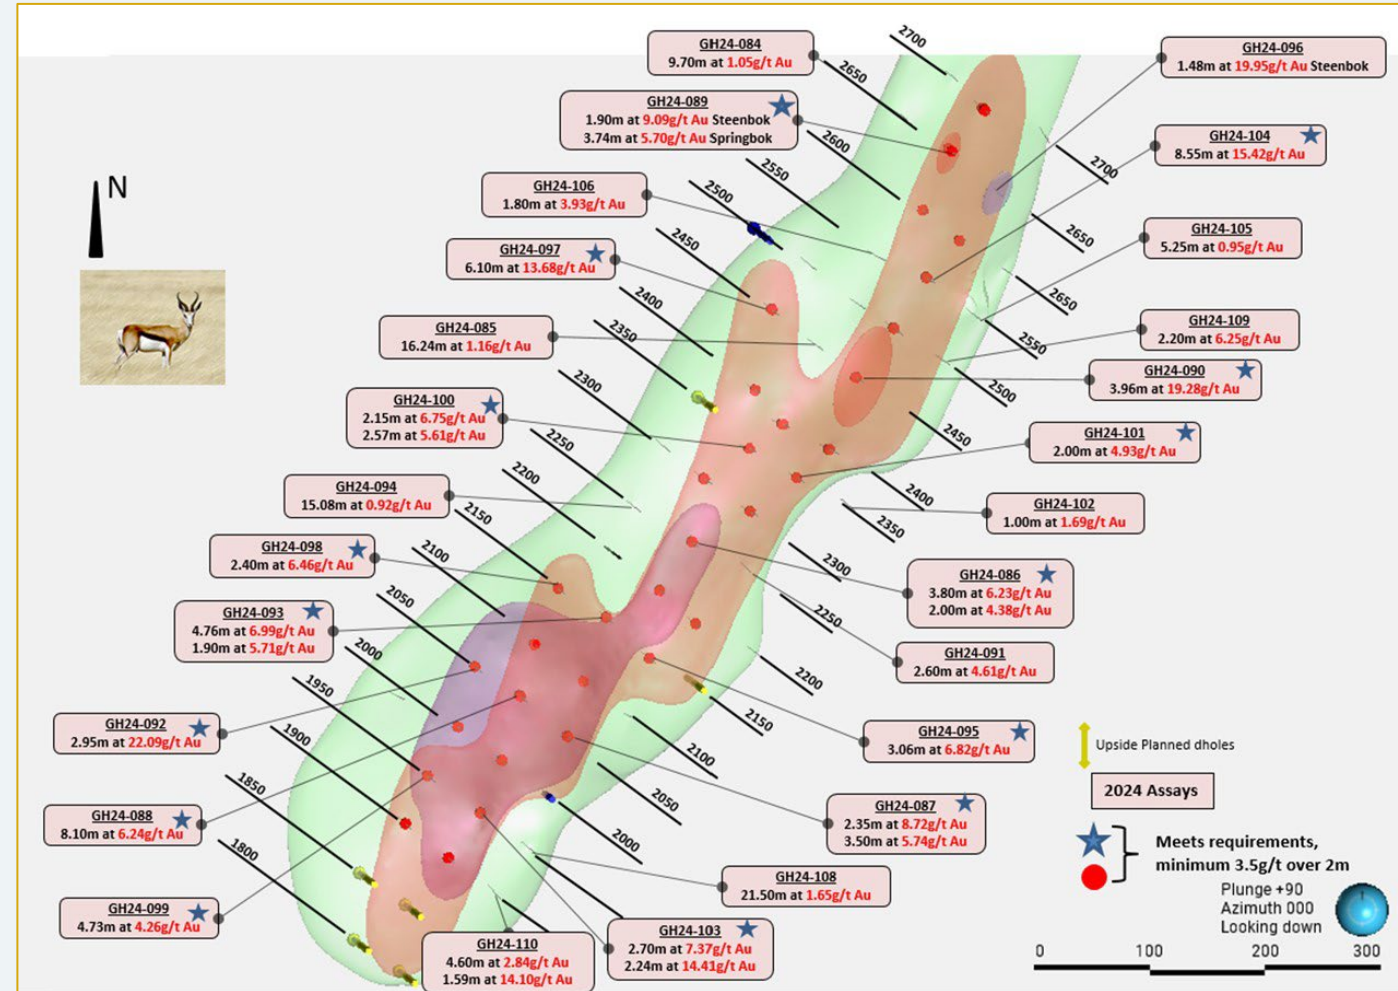 GH24-084
9.70m at 1.05g/t Au
GH24-096
1.48m at 19.95g/t Au Steenbok
GH24-089
1.90m at 9.09g/t Au Steenbok
3.74m at 5.70g/t Au Springbok
GH24-104
8.55m at 15.42g/t Au
GH24-106
1.80m at 3.93g/t Au
GH24-105
5.25m at 0.95g/t Au
GH24-097
6.10m at 13.68g/t Au
GH24-085
16.24m at 1.16g/t Au
GH24-109
2.20m at 6.25g/t Au
GH24-090
3.96m at 19.28g/t Au
GH24-100
2.15m at 6.75g/t Au
2.57m at 5.61g/t Au
GH24-101
2.00m at 4.93g/t Au
GH24-094
15.08m at 0.92g/t Au
GH24-102
1.00m at 1.69g/t Au
GH24-098
2.40m at 6.46g/t Au
GH24-086
3.80m at 6.23g/t Au
2.00m at 4.38g/t Au
GH24-093
4.76m at 6.99g/t Au
1.90m at 5.71g/t Au
GH24-091
2.60m at 4.61g/t Au
GH24-092
2.95m at 22.09g/t Au
GH24-095
3.06m at 6.82g/t Au
GH24-088
8.10m at 6.24g/t Au
GH24-087
2.35m at 8.72g/t Au
3.50m at 5.74g/t Au
GH24-108
21.50m at 1.65g/t Au
GH24-099
4.73m at 4.26g/t Au
GH24-110
4.60m at 2.84g/t Au
1.59m at 14.10g/t Au
GH24-103
2.70m at 7.37g/t Au
2.24m at 14.41g/t Au
N
2700
2650
2600
2550
2500
2450
2400
2350
2300
2250
2200
2150
2100
2050
2000
1950
1900
1850
1800
2700
2650
2650
2550
2500
2450
2400
2350
2300
2250
2200
2150
2100
2050
2000
Upside Planned dholes
2024 Assays
Meets requirements,
minimum 3.5g/t over 2m
Plunge +90
Azimuth 000
Looking down
0 100 200 300